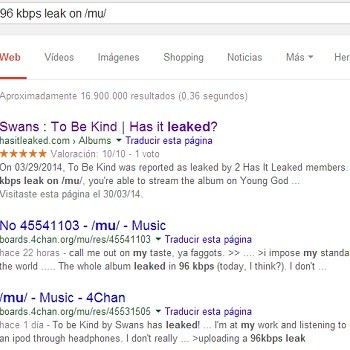 96 kbps leak on /mu/
Web Vídeos Imágenes Shopping Noticias Más Her
Aproximadamente 16.900.000 resultados (0,36 segundos)
Swans : To Be Kind | Has it leaked?
hasitleaked.com › Albums Traducir esta página
Valoración: 10/10 - 1 voto
On 03/29/2014, To Be Kind was reported as leaked by 2 Has It Leaked members.
kbps leak on /mu/, you're able to stream the album on Young God ...
Visitaste esta página el 30/03/14.
No 45541103 - /mu/ - Music
boards.4chan.org/mu/res/45541103 Traducir esta página
hace 22 horas - call me out on my taste, ya faggots. >> .... >i impose my standa
the world ..... The whole album leaked in 96 kbps (today, I think?). I don't ...
/mu/ - Music - 4Chan
boards.4chan.org/mu/res/45531505 Traducir esta página
hace 1 día - To be Kind by Swans has leaked! ... I'm at my work and listening to
an ipod through headphones. I don't really ... >uploading a 96kbps leak